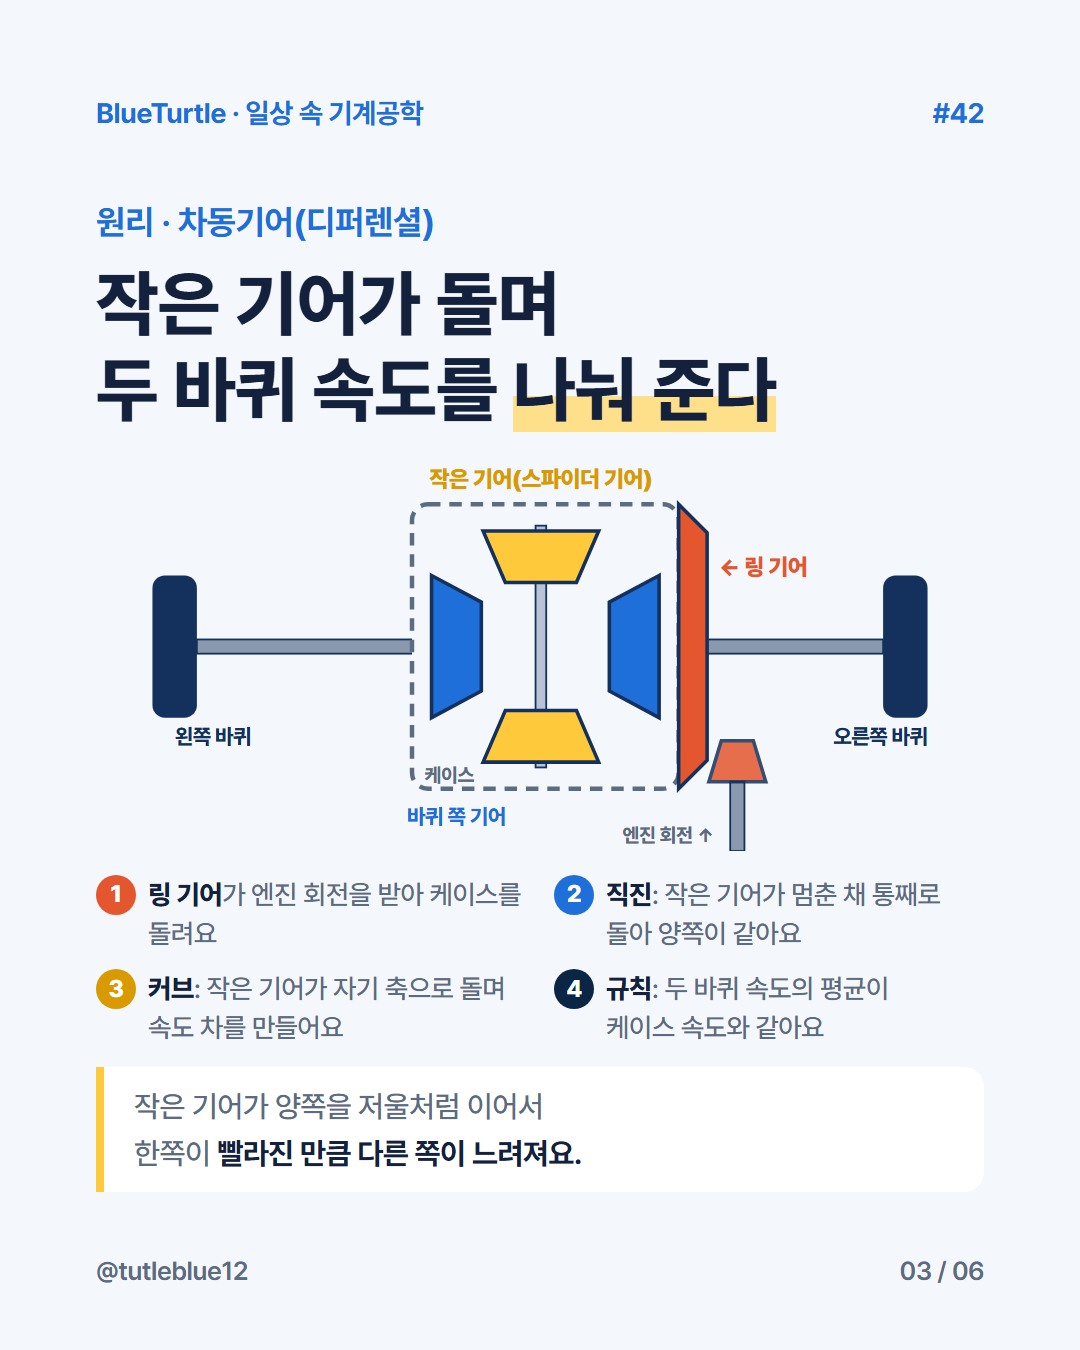 BlueTurtle · 일상 속 기계공학
#42
원리 · 차동기어(디퍼렌셜)
작은 기어가 돌며
두 바퀴 속도를 나눠 준다
작은 기어(스파이더 기어)
← 링 기어
왼쪽 바퀴
오른쪽 바퀴
케이스
바퀴 쪽 기어
엔진 회전 ↑
1 링 기어가 엔진 회전을 받아 케이스를
돌려요
2 직진: 작은 기어가 멈춘 채 통째로
돌아 양쪽이 같아요
3 커브: 작은 기어가 자기 축으로 돌며
속도 차를 만들어요
4 규칙: 두 바퀴 속도의 평균이
케이스 속도와 같아요
작은 기어가 양쪽을 저울처럼 이어서
한쪽이 빨라진 만큼 다른 쪽이 느려져요.
@tutleblue12
03 / 06